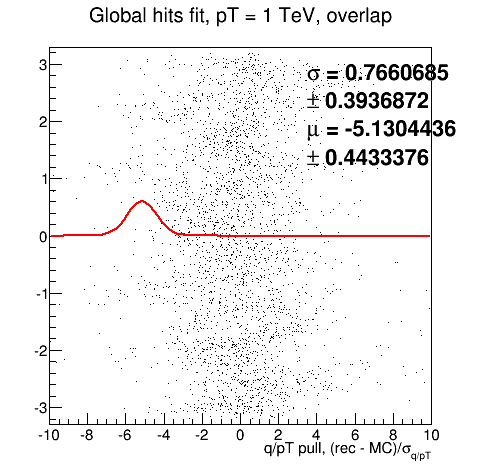 Global hits fit, pT = 1 TeV, overlap
σ = 0.7660685
± 0.3936872
μ = -5.1304436
± 0.4433376
3
2
1
0
-1
-2
-3
-10 -8 -6 -4 -2 0 2 4 6 8 10
q/pT pull, (rec - MC)/σq/pT